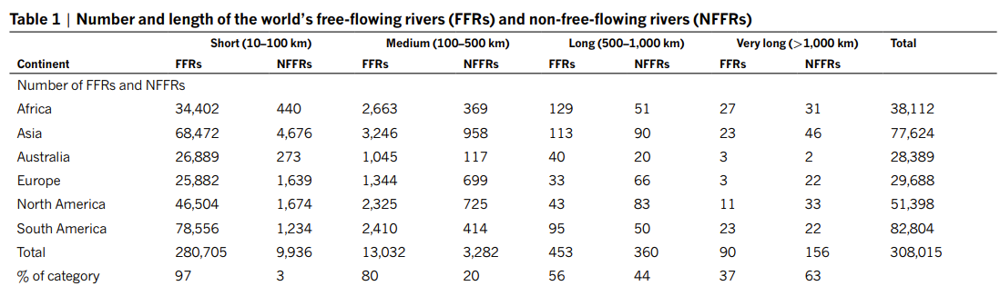 Table 1 | Number and length of the world's free-flowing rivers (FFRs) and non-free-flowing rivers (NFFRs)
Short (10–100 km) Medium (100–500 km) Long (500–1,000 km) Very long (>1,000 km) Total
Continent FFRs NFFRs FFRs NFFRs FFRs NFFRs FFRs NFFRs
Number of FFRs and NFFRs
Africa 34,402 440 2,663 369 129 51 27 31 38,112
Asia 68,472 4,676 3,246 958 113 90 23 46 77,624
Australia 26,889 273 1,045 117 40 20 3 2 28,389
Europe 25,882 1,639 1,344 699 33 66 3 22 29,688
North America 46,504 1,674 2,325 725 43 83 11 33 51,398
South America 78,556 1,234 2,410 414 95 50 23 22 82,804
Total 280,705 9,936 13,032 3,282 453 360 90 156 308,015
% of category 97 3 80 20 56 44 37 63